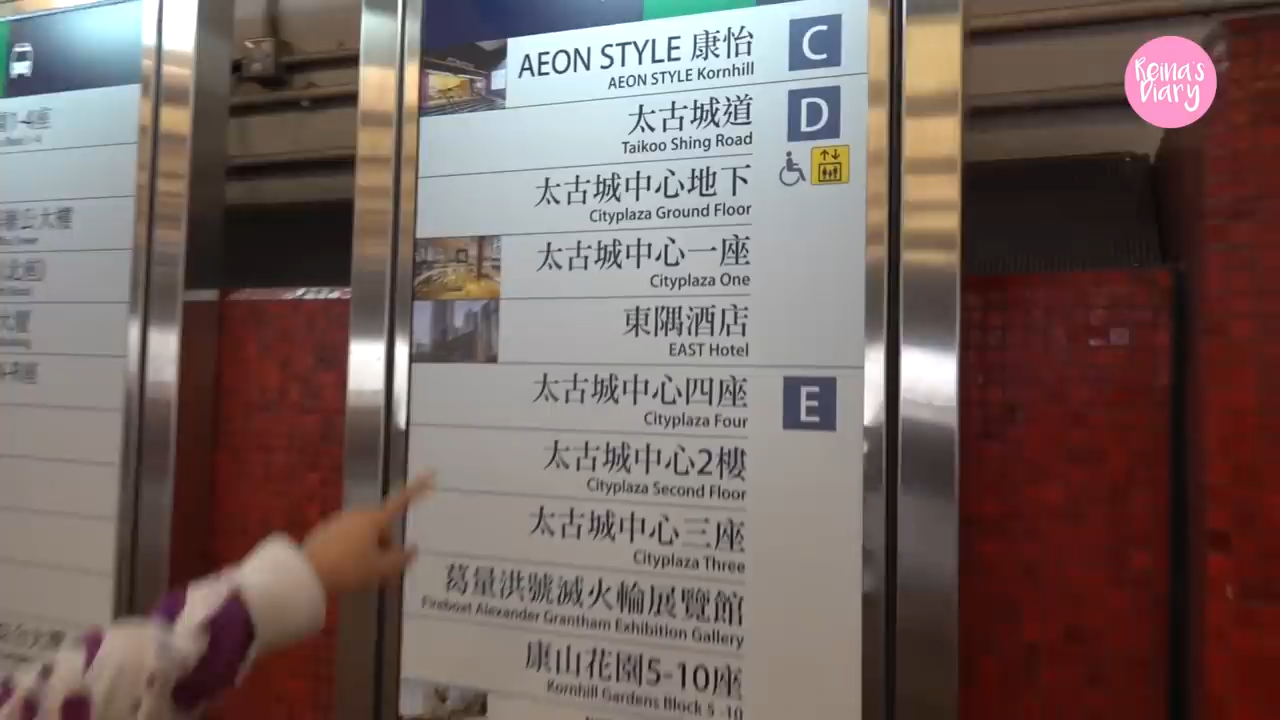 AEON STYLE 康怡
AEON STYLE Kornhill
C
太古城道
Taikoo Shing Road
D
太古城中心地下
Cityplaza Ground Floor
太古城中心一座
Cityplaza One
東隅酒店
EAST Hotel
太古城中心四座
Cityplaza Four
E
太古城中心2樓
Cityplaza Second Floor
太古城中心三座
Cityplaza Three
葛量洪號滅火輪展覽館
Fireboat Alexander Grantham Exhibition Gallery
康山花園5-10座
Kornhill Gardens Block 5 -10
Reina's
Diary